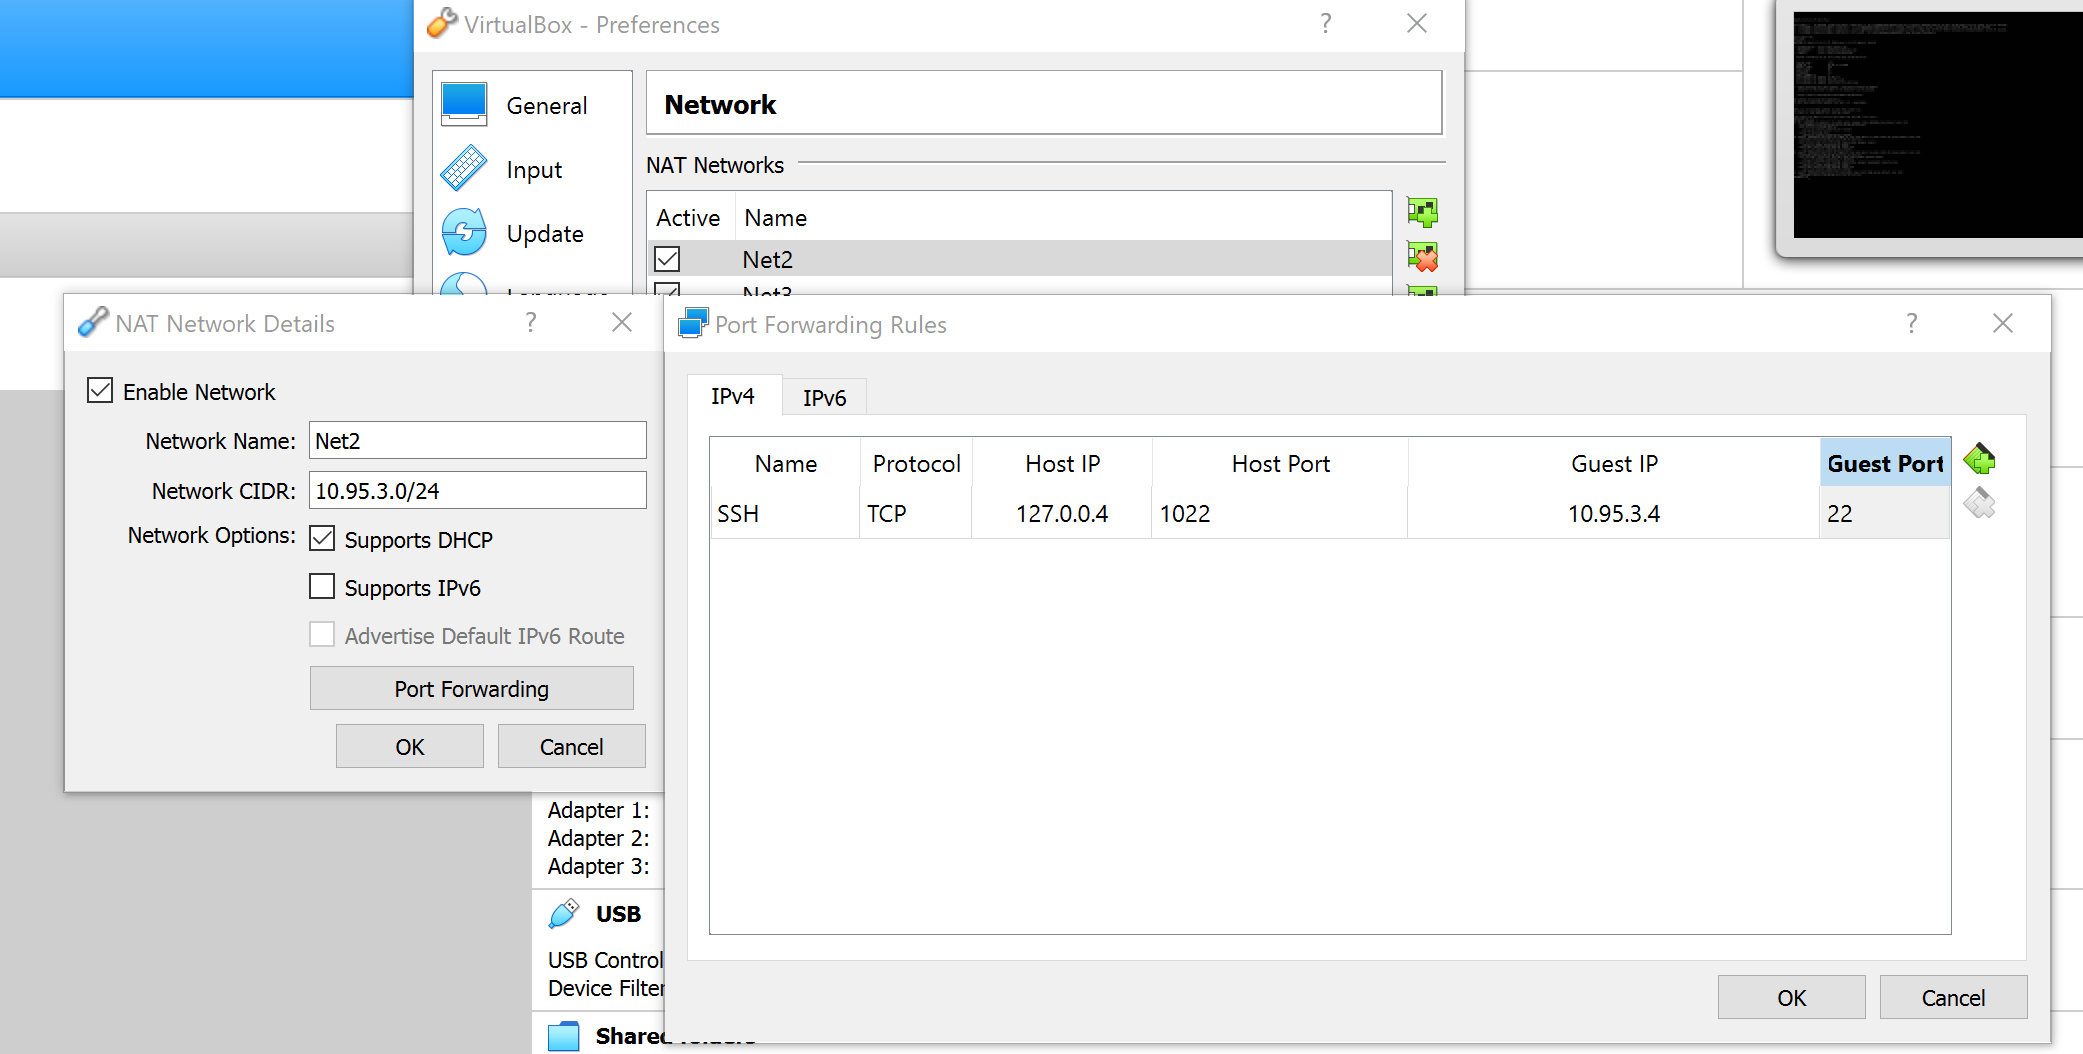 VirtualBox - Preferences
?
General
Input
Update
Network
NAT Networks
Active Name
Net2
Net3
NAT Network Details
?
Enable Network
Network Name: Net2
Network CIDR: 10.95.3.0/24
Network Options: Supports DHCP
Supports IPv6
Advertise Default IPv6 Route
Port Forwarding
OK Cancel
Port Forwarding Rules
?
IPv4 IPv6
Name Protocol Host IP Host Port Guest IP Guest Port
SSH TCP 127.0.0.4 1022 10.95.3.4 22
OK Cancel
Adapter 1:
Adapter 2:
Adapter 3:
USB
USB Control
Device Filter
Shared folders